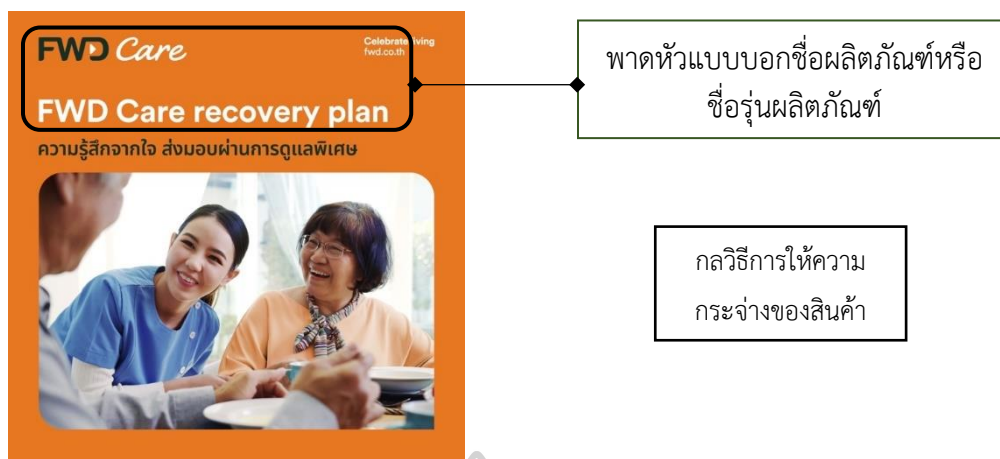 FWD Care
Celebrate living
fwd.co.th
FWD Care recovery plan
ความรู้สึกจากใจ ส่งมอบผ่านการดูแลพิเศษ
พาดหัวแบบบอกชื่อผลิตภัณฑ์หรือ
ชื่อรุ่นผลิตภัณฑ์
กลวิธีการให้ความ
กระจ่างของสินค้า